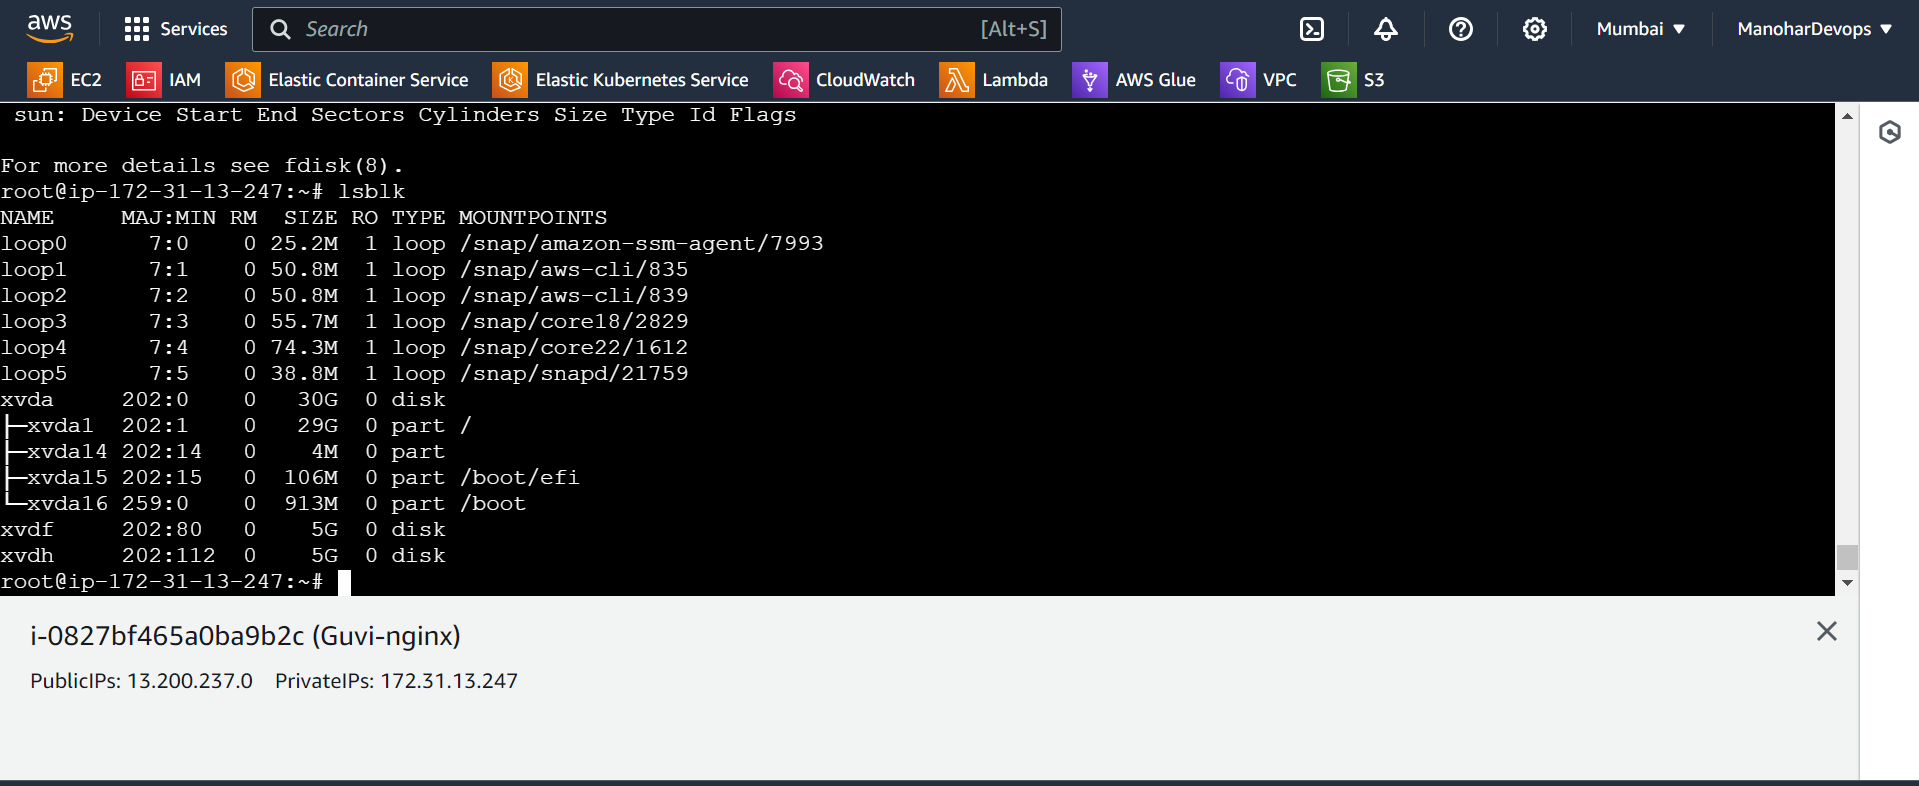 aws Services Search [Alt+S] Mumbai ManoharDevops
EC2 IAM Elastic Container Service Elastic Kubernetes Service CloudWatch Lambda AWS Glue VPC S3
sun: Device Start End Sectors Cylinders Size Type Id Flags
For more details see fdisk(8).
root@ip-172-31-13-247:~# lsblk
NAME MAJ:MIN RM SIZE RO TYPE MOUNTPOINTS
loop0 7:0 0 25.2M 1 loop /snap/amazon-ssm-agent/7993
loop1 7:1 0 50.8M 1 loop /snap/aws-cli/835
loop2 7:2 0 50.8M 1 loop /snap/aws-cli/839
loop3 7:3 0 55.7M 1 loop /snap/core18/2829
loop4 7:4 0 74.3M 1 loop /snap/core22/1612
loop5 7:5 0 38.8M 1 loop /snap/snapd/21759
xvda 202:0 0 30G 0 disk
├─xvda1 202:1 0 29G 0 part /
├─xvda14 202:14 0 4M 0 part
├─xvda15 202:15 0 106M 0 part /boot/efi
└─xvda16 259:0 0 913M 0 part /boot
xvdf 202:80 0 5G 0 disk
xvdh 202:112 0 5G 0 disk
root@ip-172-31-13-247:~#
i-0827bf465a0ba9b2c (Guvi-nginx)
PublicIPs: 13.200.237.0 PrivateIPs: 172.31.13.247